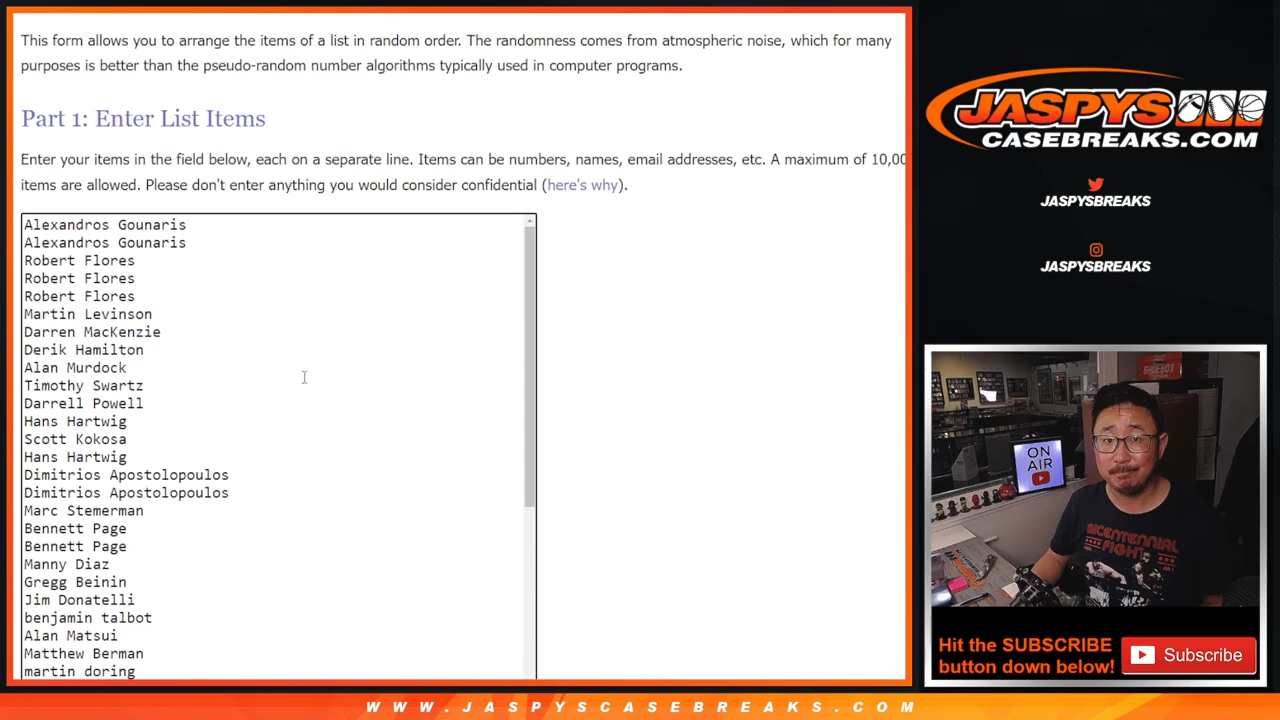 This form allows you to arrange the items of a list in random order. The randomness comes from atmospheric noise, which for many
purposes is better than the pseudo-random number algorithms typically used in computer programs.
Part 1: Enter List Items
Enter your items in the field below, each on a separate line. Items can be numbers, names, email addresses, etc. A maximum of 10,00
items are allowed. Please don't enter anything you would consider confidential (here's why).
Alexandros Gounaris
Alexandros Gounaris
Robert Flores
Robert Flores
Robert Flores
Martin Levinson
Darren MacKenzie
Derik Hamilton
Alan Murdock
Timothy Swartz
Darrell Powell
Hans Hartwig
Scott Kokosa
Hans Hartwig
Dimitrios Apostolopoulos
Dimitrios Apostolopoulos
Marc Stemerman
Bennett Page
Bennett Page
Manny Diaz
Gregg Beinin
Jim Donatelli
benjamin talbot
Alan Matsui
Matthew Berman
martin doring
JASPYS
CASEBREAKS.COM
JASPYSBREAKS
JASPYSBREAKS
SHOEBOX
ON
AIR
BICENTENNIAL
FIGHT
Hit the SUBSCRIBE
button down below!
Subscribe
WWW.JASPYSCASEBREAKS.COM